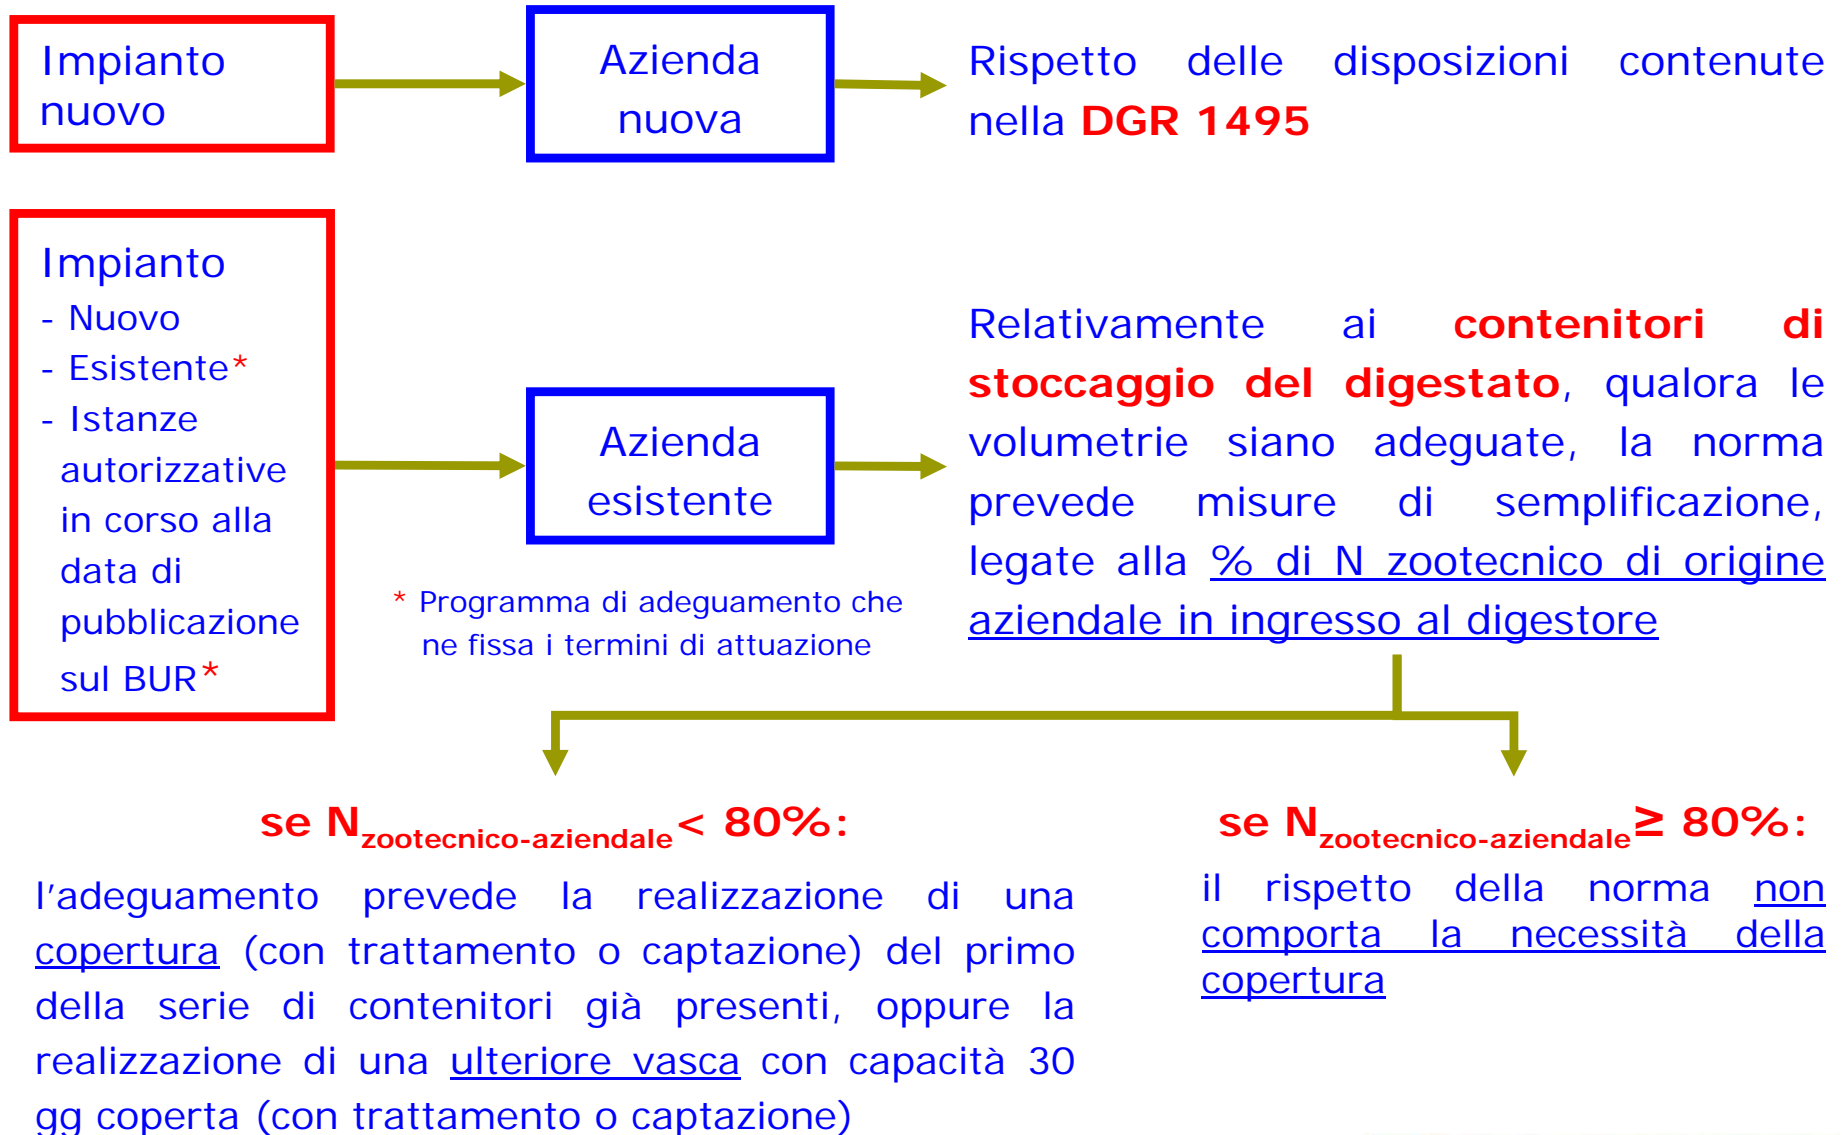 Impianto
nuovo
Azienda
nuova
Rispetto delle disposizioni contenute
nella DGR 1495
Impianto
- Nuovo
- Esistente*
- Istanze
autorizzative
in corso alla
data di
pubblicazione
sul BUR*
Azienda
esistente
* Programma di adeguamento che
ne fissa i termini di attuazione
Relativamente ai contenitori di
stoccaggio del digestato, qualora le
volumetrie siano adeguate, la norma
prevede misure di semplificazione,
legate alla % di N zootecnico di origine
aziendale in ingresso al digestore
se Nzootecnico-aziendale< 80%:
l'adeguamento prevede la realizzazione di una
copertura (con trattamento o captazione) del primo
della serie di contenitori già presenti, oppure la
realizzazione di una ulteriore vasca con capacità 30
gg coperta (con trattamento o captazione)
se Nzootecnico-aziendale≥ 80%:
il rispetto della norma non
comporta la necessità della
copertura